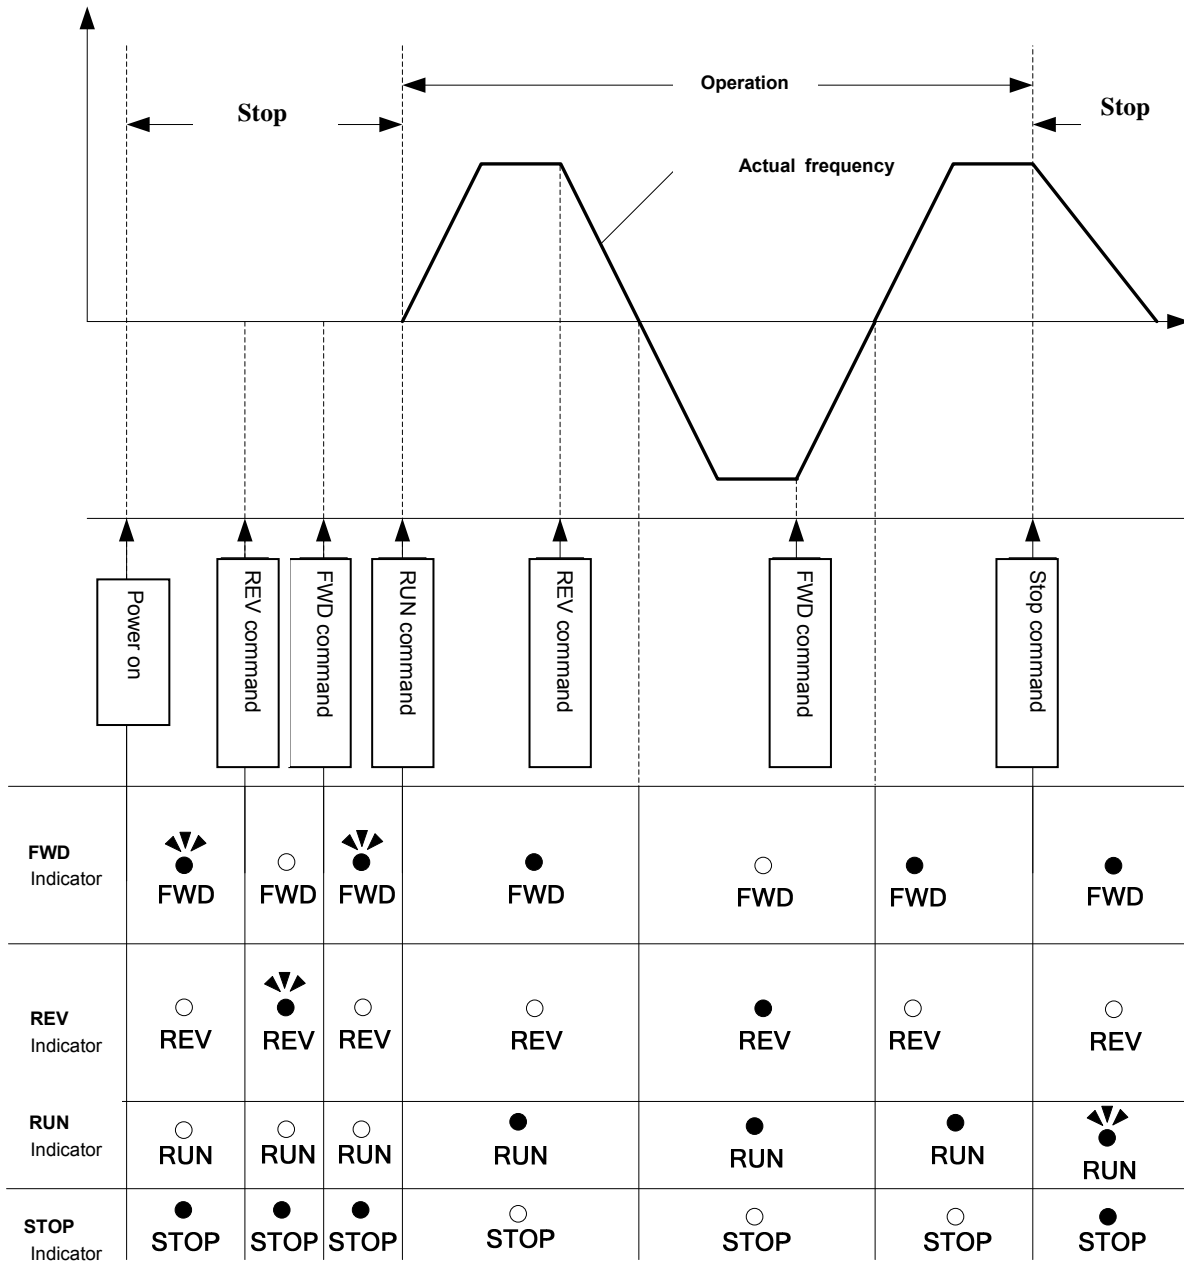 Operation
Stop
Stop
Actual frequency
Power on
REV command
FWD command
RUN command
REV command
FWD command
Stop command
FWD
Indicator
FWD
FWD
FWD
FWD
FWD
FWD
FWD
REV
Indicator
REV
REV
REV
REV
REV
REV
REV
RUN
Indicator
RUN
RUN
RUN
RUN
RUN
RUN
RUN
STOP
Indicator
STOP
STOP
STOP
STOP
STOP
STOP
STOP